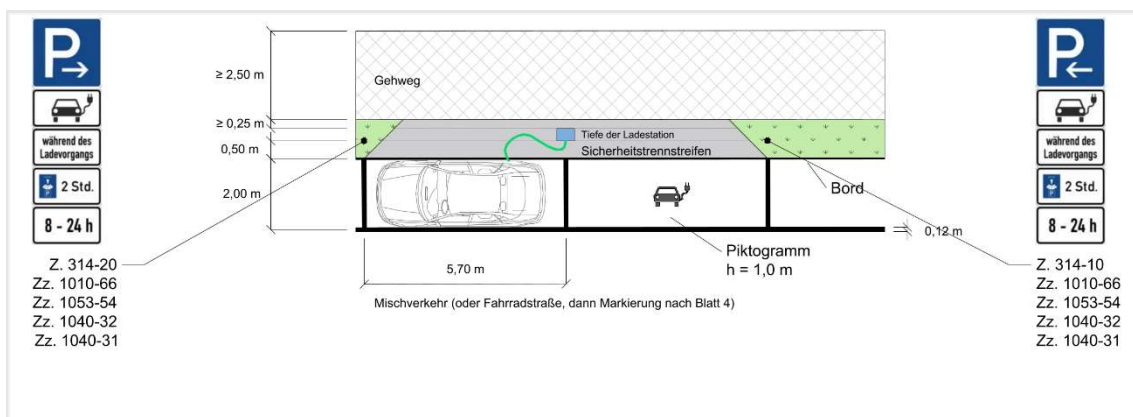 P
während des
Ladevorgangs
2 Std.
8 - 24 h
Z. 314-20
Zz. 1010-66
Zz. 1053-54
Zz. 1040-32
Zz. 1040-31
≥ 2,50 m
≥ 0,25 m
0,50 m
2,00 m
Gehweg
Tiefe der Ladestation
Sicherheitstrennstreifen
Bord
0,12 m
Piktogramm
h = 1,0 m
5,70 m
Mischverkehr (oder Fahrradstraße, dann Markierung nach Blatt 4)
P
während des
Ladevorgangs
2 Std.
8 - 24 h
Z. 314-10
Zz. 1010-66
Zz. 1053-54
Zz. 1040-32
Zz. 1040-31